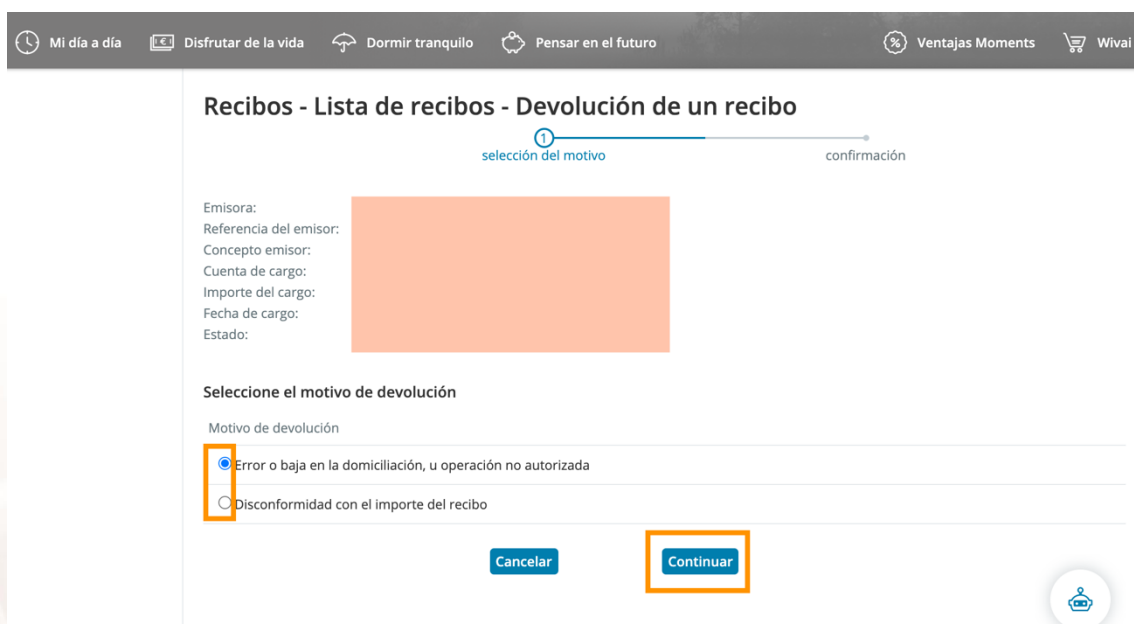 Mi día a día Disfrutar de la vida Dormir tranquilo Pensar en el futuro Ventajas Moments Wivai
Recibos - Lista de recibos - Devolución de un recibo
1
selección del motivo confirmación
Emisora:
Referencia del emisor:
Concepto emisor:
Cuenta de cargo:
Importe del cargo:
Fecha de cargo:
Estado:
Seleccione el motivo de devolución
Motivo de devolución
Error o baja en la domiciliación, u operación no autorizada
Disconformidad con el importe del recibo
Cancelar Continuar